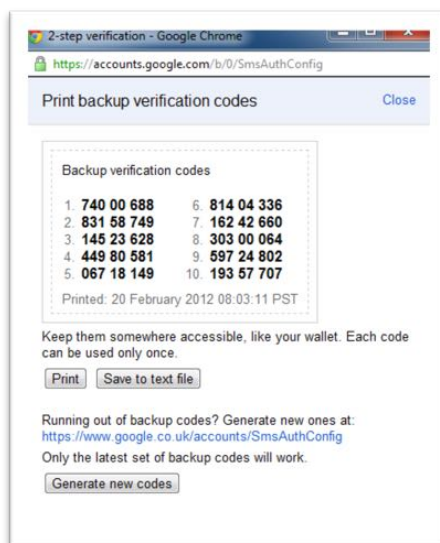 2-step verification - Google Chrome
https://accounts.google.com/b/0/SmsAuthConfig
Print backup verification codes Close
Backup verification codes
1. 740 00 688 6. 814 04 336
2. 831 58 749 7. 162 42 660
3. 145 23 628 8. 303 00 064
4. 449 80 581 9. 597 24 802
5. 067 18 149 10. 193 57 707
Printed: 20 February 2012 08:03:11 PST
Keep them somewhere accessible, like your wallet. Each code
can be used only once.
Print Save to text file
Running out of backup codes? Generate new ones at:
https://www.google.co.uk/accounts/SmsAuthConfig
Only the latest set of backup codes will work.
Generate new codes